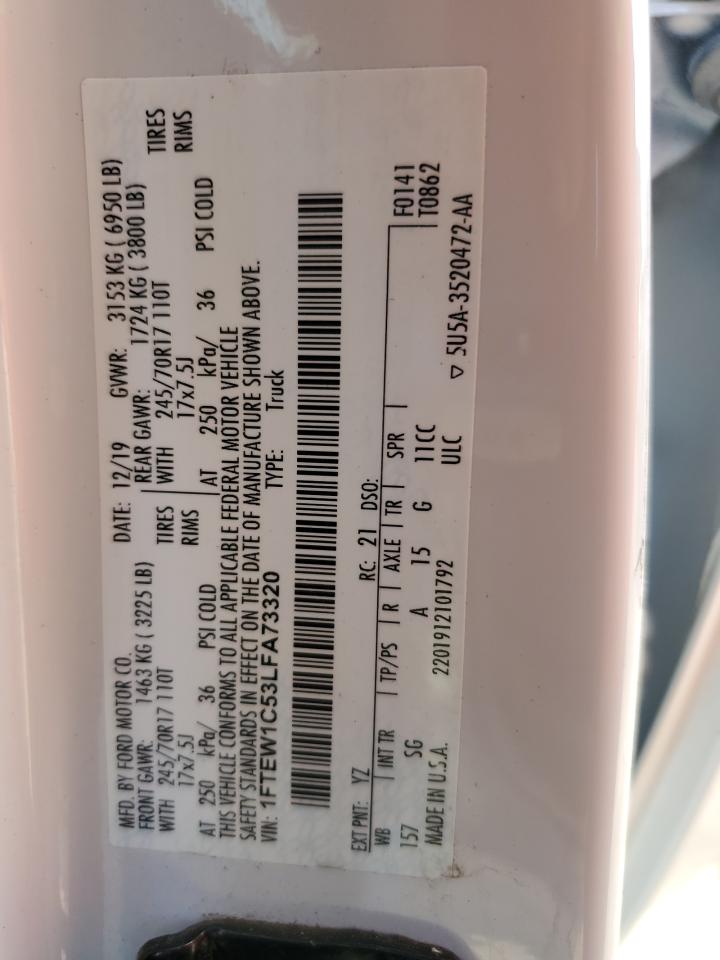 MFD. BY FORD MOTOR CO. DATE: 12/19 GVWR: 3153 KG ( 6950 LB)
FRONT GAWR: 1463 KG ( 3225 LB) REAR GAWR: 1724 KG ( 3800 LB)
WITH 245/70R17 110T TIRES WITH 245/70R17 110T TIRES
17x7.5J RIMS 17x7.5J RIMS
AT 250 kPa/ 36 PSI COLD AT 250 kPa/ 36 PSI COLD
THIS VEHICLE CONFORMS TO ALL APPLICABLE FEDERAL MOTOR VEHICLE
SAFETY STANDARDS IN EFFECT ON THE DATE OF MANUFACTURE SHOWN ABOVE.
VIN: 1FTEW1C53LFA73320 TYPE: Truck
EXT PNT: YZ RC: 21 DSO: F0141
WB INT TR TP/PS R AXLE TR SPR T0862
157 SG A 15 G 11CC
MADE IN U.S.A. 2201912101792 ULC ▽ 5U5A-3520472-AA